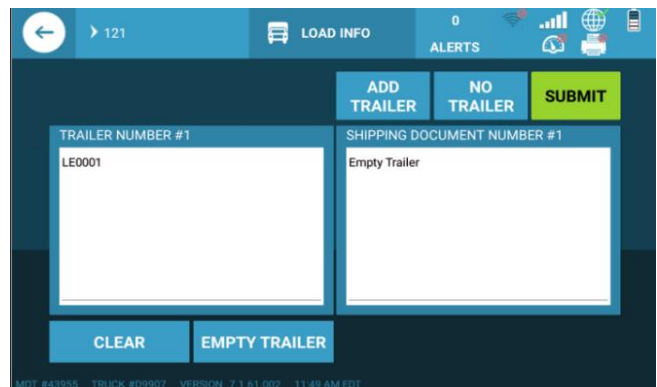 121
LOAD INFO
0
ALERTS
ADD
TRAILER
NO
TRAILER
SUBMIT
TRAILER NUMBER #1
SHIPPING DOCUMENT NUMBER #1
LE0001
Empty Trailer
CLEAR
EMPTY TRAILER
MDT #43955 TRUCK #D9907 VERSION 7.1.61.002 11:49 AM EDT